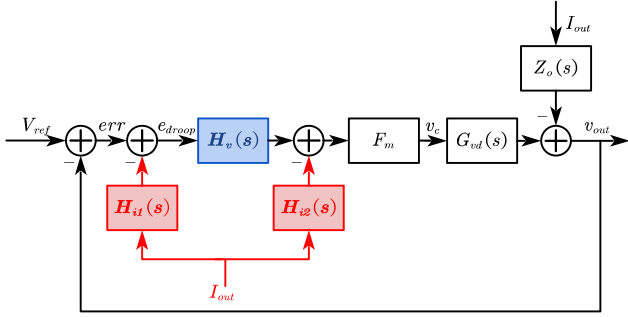 I_out
Z_o(s)
−
V_ref
err
e_droop
H_v(s)
F_m
v_c
G_vd(s)
v_out
−
−
−
H_i1(s)
H_i2(s)
I_out